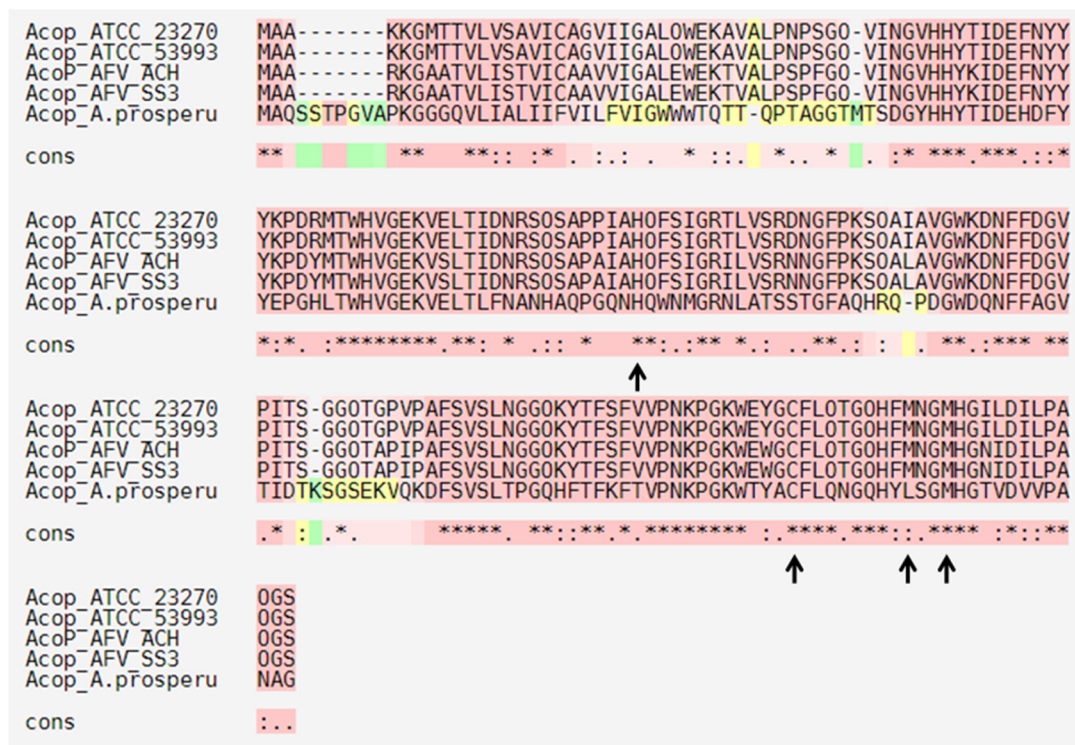 Acop_ATCC_23270 MAA-------KKGMTTVLVSAVICAGVIIGALOWEKAVALPNPSGO-VINGVHHYTIDEFNYY
Acop_ATCC_53993 MAA-------KKGMTTVLVSAVICAGVIIGALOWEKAVALPNPSGO-VINGVHHYTIDEFNYY
AcoP_AFV_ACH MAA-------RKGAATVLISTVICAAVVIGALEWEKTVALPSPFGO-VINGVHHYKIDEFNYY
Acop_AFV_SS3 MAA-------RKGAATVLISTVICAAVVIGALEWEKTVALPSPFGO-VINGVHHYKIDEFNYY
Acop_A.prosperu MAQSSTPGVAPKGGGQVLIALIIFVILFVIGWWWTQTT-QPTAGGTMTSDGYHHYTIDEHDFY
cons ** ** **:: :* . :.: . * ::. *.. * . :* ***.***.::*
Acop_ATCC_23270 YKPDRMTWHVGEKVELTIDNRSOSAPPIAHOFSIGRTLVSRDNGFPKSOAIAVGWKDNFFDGV
Acop_ATCC_53993 YKPDRMTWHVGEKVELTIDNRSOSAPPIAHOFSIGRTLVSRDNGFPKSOAIAVGWKDNFFDGV
AcoP_AFV_ACH YKPDYMTWHVGEKVSLTIDNRSOSAPAIAHOFSIGRILVSRNNGFPKSOALAVGWKDNFFDGV
Acop_AFV_SS3 YKPDYMTWHVGEKVSLTIDNRSOSAPAIAHOFSIGRILVSRNNGFPKSOALAVGWKDNFFDGV
Acop_A.prosperu YEPGHLTWHVGEKVELTLFNANHAQPGQNHQWNMGRNLATSSTGFAQHRQ-PDGWDQNFFAGV
cons *:*. :********.**: * .:: * **:.:** *.: ..**.: : . **.:*** **
Acop_ATCC_23270 PITS-GGOTGPVPAFSVSLNGGOKYTFSFVVPNKPGKWEYGCFLOTGOHFMNGMHGILDILPA
Acop_ATCC_53993 PITS-GGOTGPVPAFSVSLNGGOKYTFSFVVPNKPGKWEYGCFLOTGOHFMNGMHGILDILPA
AcoP_AFV_ACH PITS-GGOTAPIPAFSVSLNGGOKYTFSFVVPNKPGKWEWGCFLOTGOHFMNGMHGNIDILPA
Acop_AFV_SS3 PITS-GGOTAPIPAFSVSLNGGOKYTFSFVVPNKPGKWEWGCFLOTGOHFMNGMHGNIDILPA
Acop_A.prosperu TIDTKSGSEKVQKDFSVSLTPGQHFTFKFTVPNKPGKWTYACFLQNGQHYLSGMHGTVDVVPA
cons .* : .*. *****. **::**.*.******** :.****.***::.**** :*::**
Acop_ATCC_23270 OGS
Acop_ATCC_53993 OGS
AcoP_AFV_ACH OGS
Acop_AFV_SS3 OGS
Acop_A.prosperu NAG
cons :..